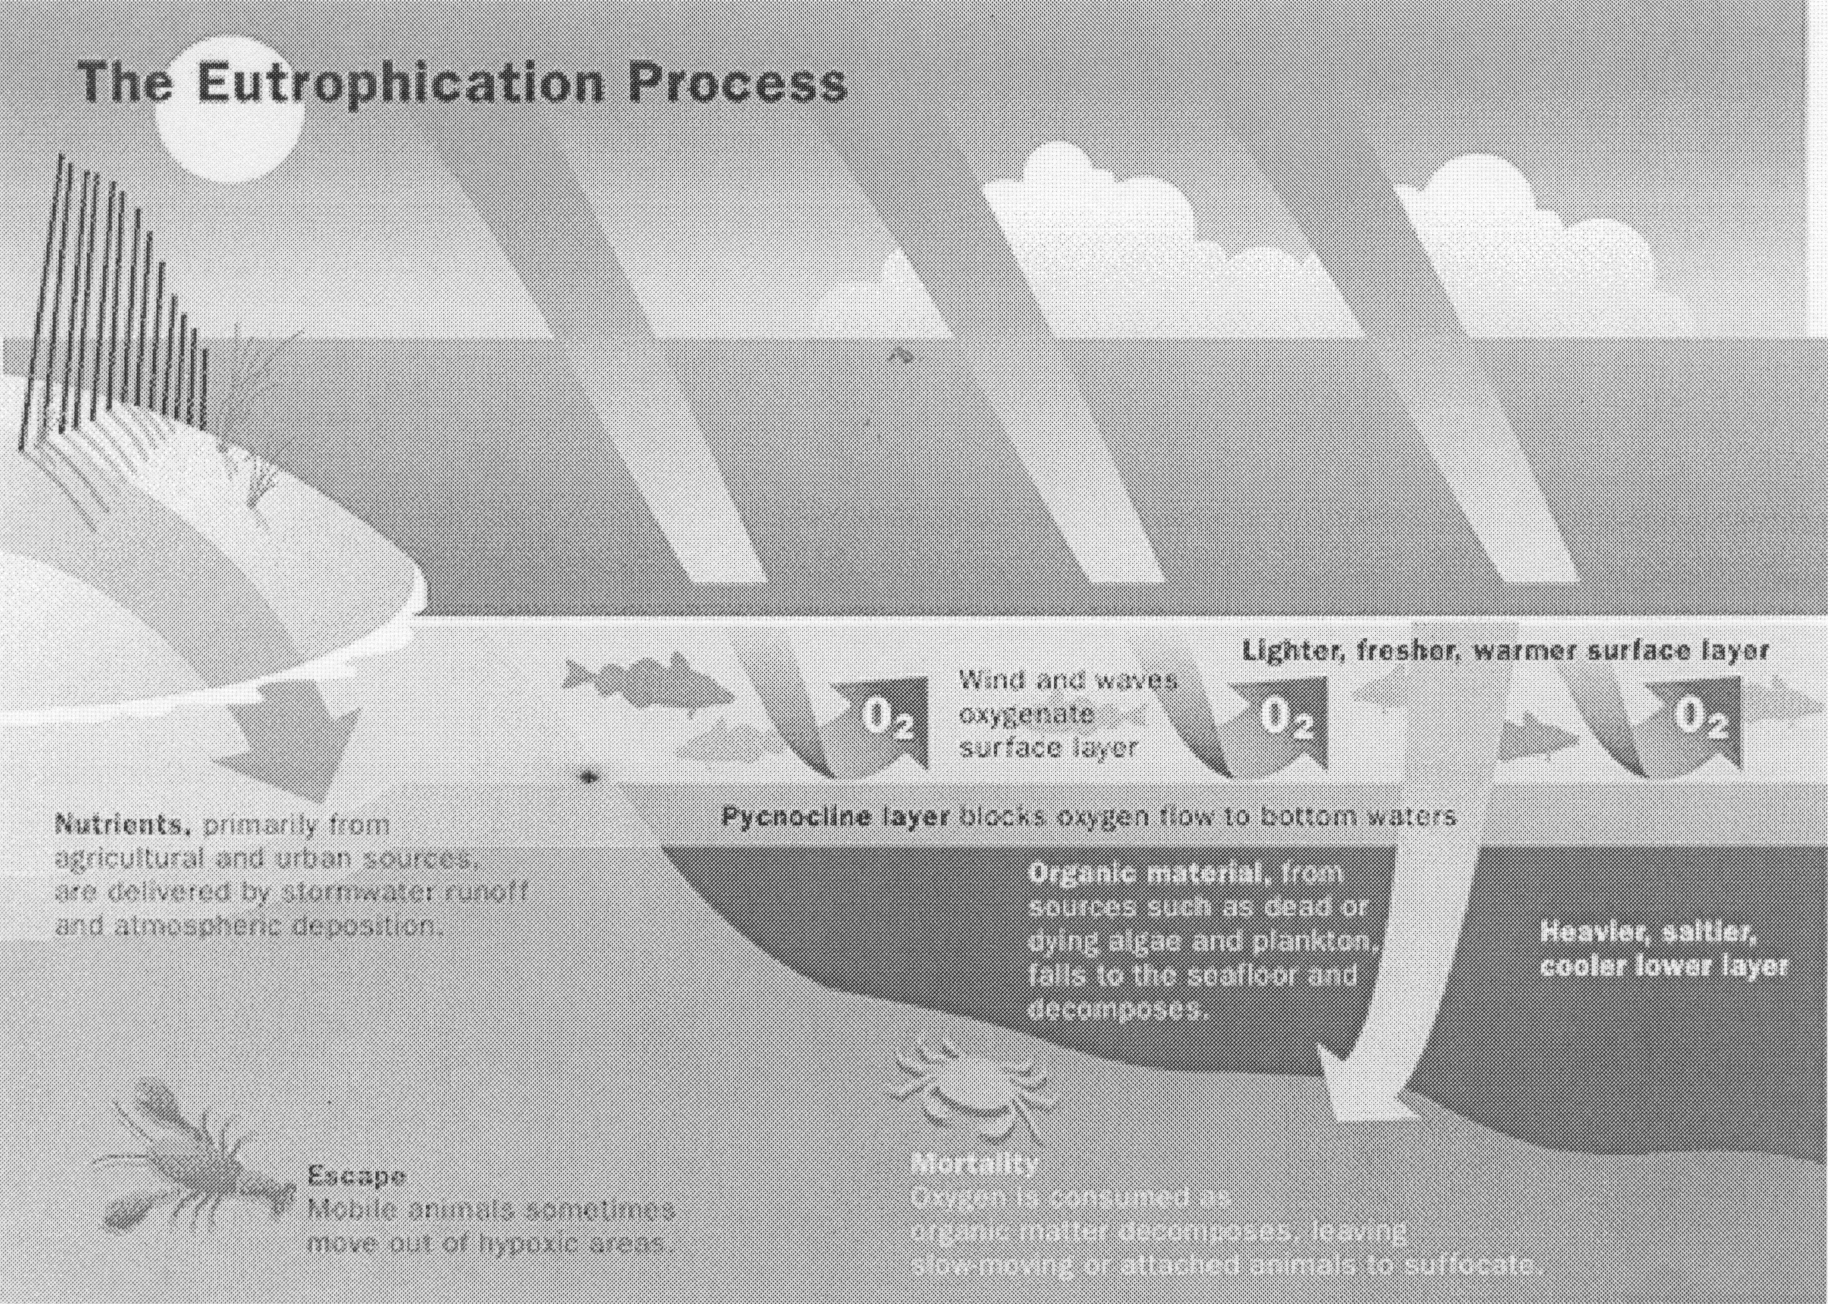 The Eutrophication Process
Lighter, fresher, warmer surface layer
Wind and waves
oxygenate
surface layer
O2
O2
O2
Pycnocline layer blocks oxygen flow to bottom waters
Nutrients, primarily from
agricultural and urban sources,
are delivered by stormwater runoff
and atmospheric deposition.
Organic material, from
sources such as dead or
dying algae and plankton,
falls to the seafloor and
decomposes.
Heavier, saltier,
cooler lower layer
Escape
Mobile animals sometimes
move out of hypoxic areas.
Mortality
Oxygen is consumed as
organic matter decomposes, leaving
slow-moving or attached animals to suffocate.